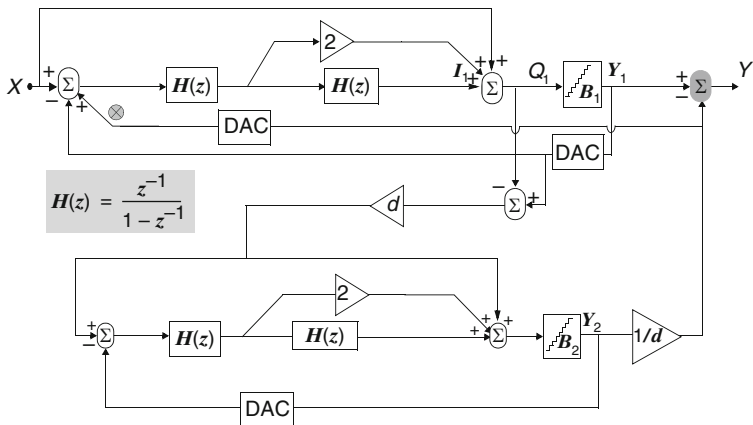 2
X
+
−
+
Σ
H(z)
H(z)
I₁
+
+ +
Σ
Q₁
B₁
Y₁
+
−
Σ
Y
⊗
DAC
DAC
H(z) = z⁻¹ / (1 − z⁻¹)
d
−
Σ
+
2
+
−
Σ
H(z)
H(z)
+
+
+
Σ
B₂
Y₂
1/d
DAC